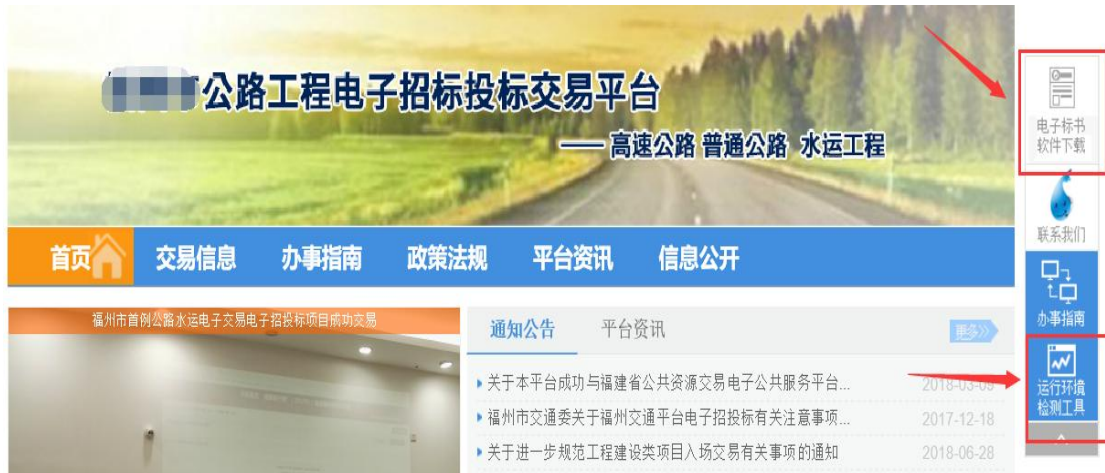 公路工程电子招标投标交易平台
—— 高速公路 普通公路 水运工程
首页 交易信息 办事指南 政策法规 平台资讯 信息公开
福州市首例公路水运电子交易电子招投标项目成功交易
通知公告 平台资讯 更多>>
关于本平台成功与福建省公共资源交易电子公共服务平台... 2018-03-09
福州市交通委关于福州交通平台电子招投标有关注意事项... 2017-12-18
关于进一步规范工程建设类项目入场交易有关事项的通知 2018-06-28
电子标书
软件下载
联系我们
办事指南
运行环境
检测工具